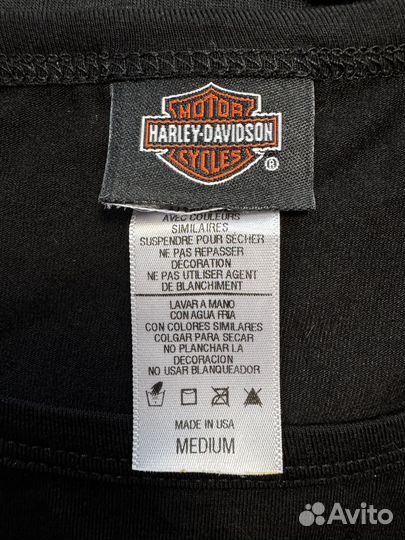 MOTOR
HARLEY-DAVIDSON
CYCLES
®
AVEC COULEURS
SIMILAIRES
SUSPENDRE POUR SÉCHER
NE PAS REPASSER
DECORATION
NE PAS UTILISER AGENT
DE BLANCHIMENT
LAVAR A MANO
CON AGUA FRIA
CON COLORES SIMILARES
COLGAR PARA SECAR
NO PLANCHAR LA
DECORACION
NO USAR BLANQUEADOR
MADE IN USA
MEDIUM
Avito